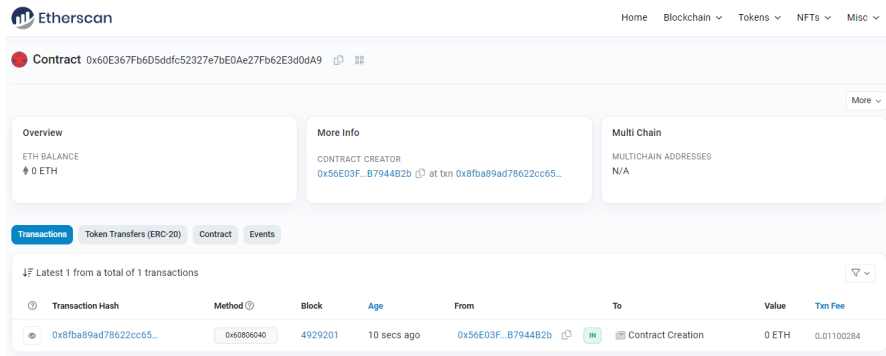 Etherscan
Home Blockchain Tokens NFTs Misc
Contract 0x60E367Fb6D5ddfc52327e7bE0Ae27Fb62E3d0dA9
More
Overview
ETH BALANCE
0 ETH
More Info
CONTRACT CREATOR
0x56E03F...B7944B2b at txn 0x8fba89ad78622cc65...
Multi Chain
MULTICHAIN ADDRESSES
N/A
Transactions Token Transfers (ERC-20) Contract Events
Latest 1 from a total of 1 transactions
Transaction Hash Method Block Age From To Value Txn Fee
0x8fba89ad78622cc65... 0x60806040 4929201 10 secs ago 0x56E03F...B7944B2b IN Contract Creation 0 ETH 0.01100284